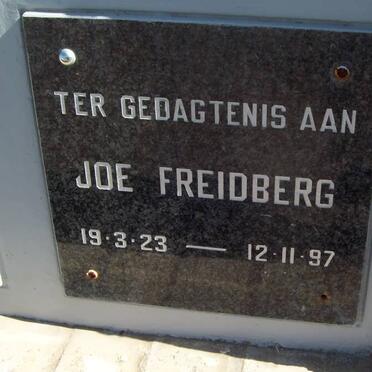 TER GEDAGTENIS AAN
JOE FREIDBERG
19·3·23 — 12·11·97